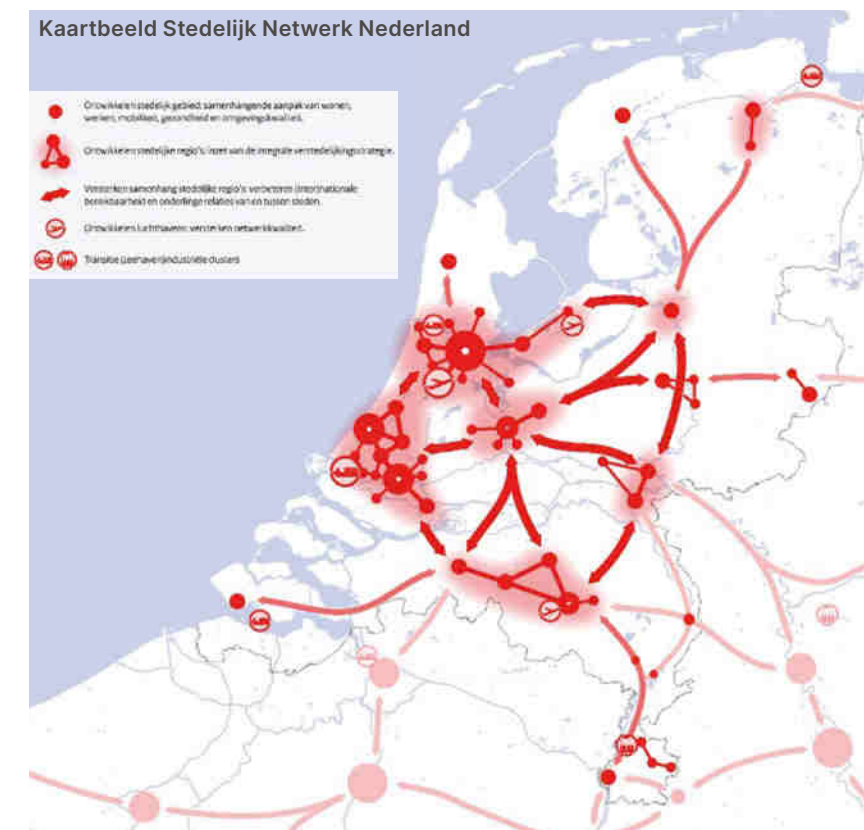 Kaartbeeld Stedelijk Netwerk Nederland
Ontwikkelen stedelijk gebied: samenhangende aanpak van wonen,
werken, mobiliteit, gezondheid en omgevingskwaliteit.
Ontwikkelen stedelijke regio's: inzet van de integrale verstedelijkingsstrategie.
Versterken samenhang stedelijke regio's: verbeteren (inter)nationale
bereikbaarheid en onderlinge relaties van en tussen steden.
Ontwikkelen luchthavens: versterken netwerkkwaliteit.
Transitie (zeehaven)industriële clusters